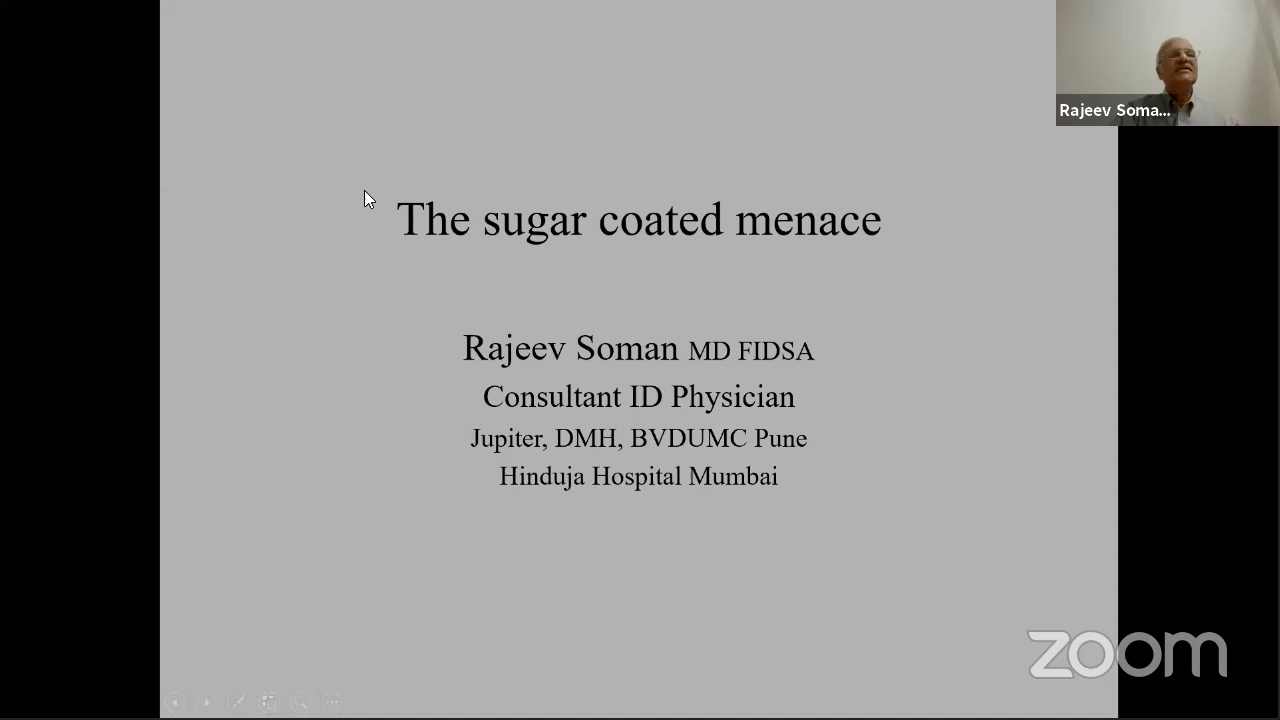 Rajeev Soma...
The sugar coated menace
Rajeev Soman MD FIDSA
Consultant ID Physician
Jupiter, DMH, BVDUMC Pune
Hinduja Hospital Mumbai
zoom